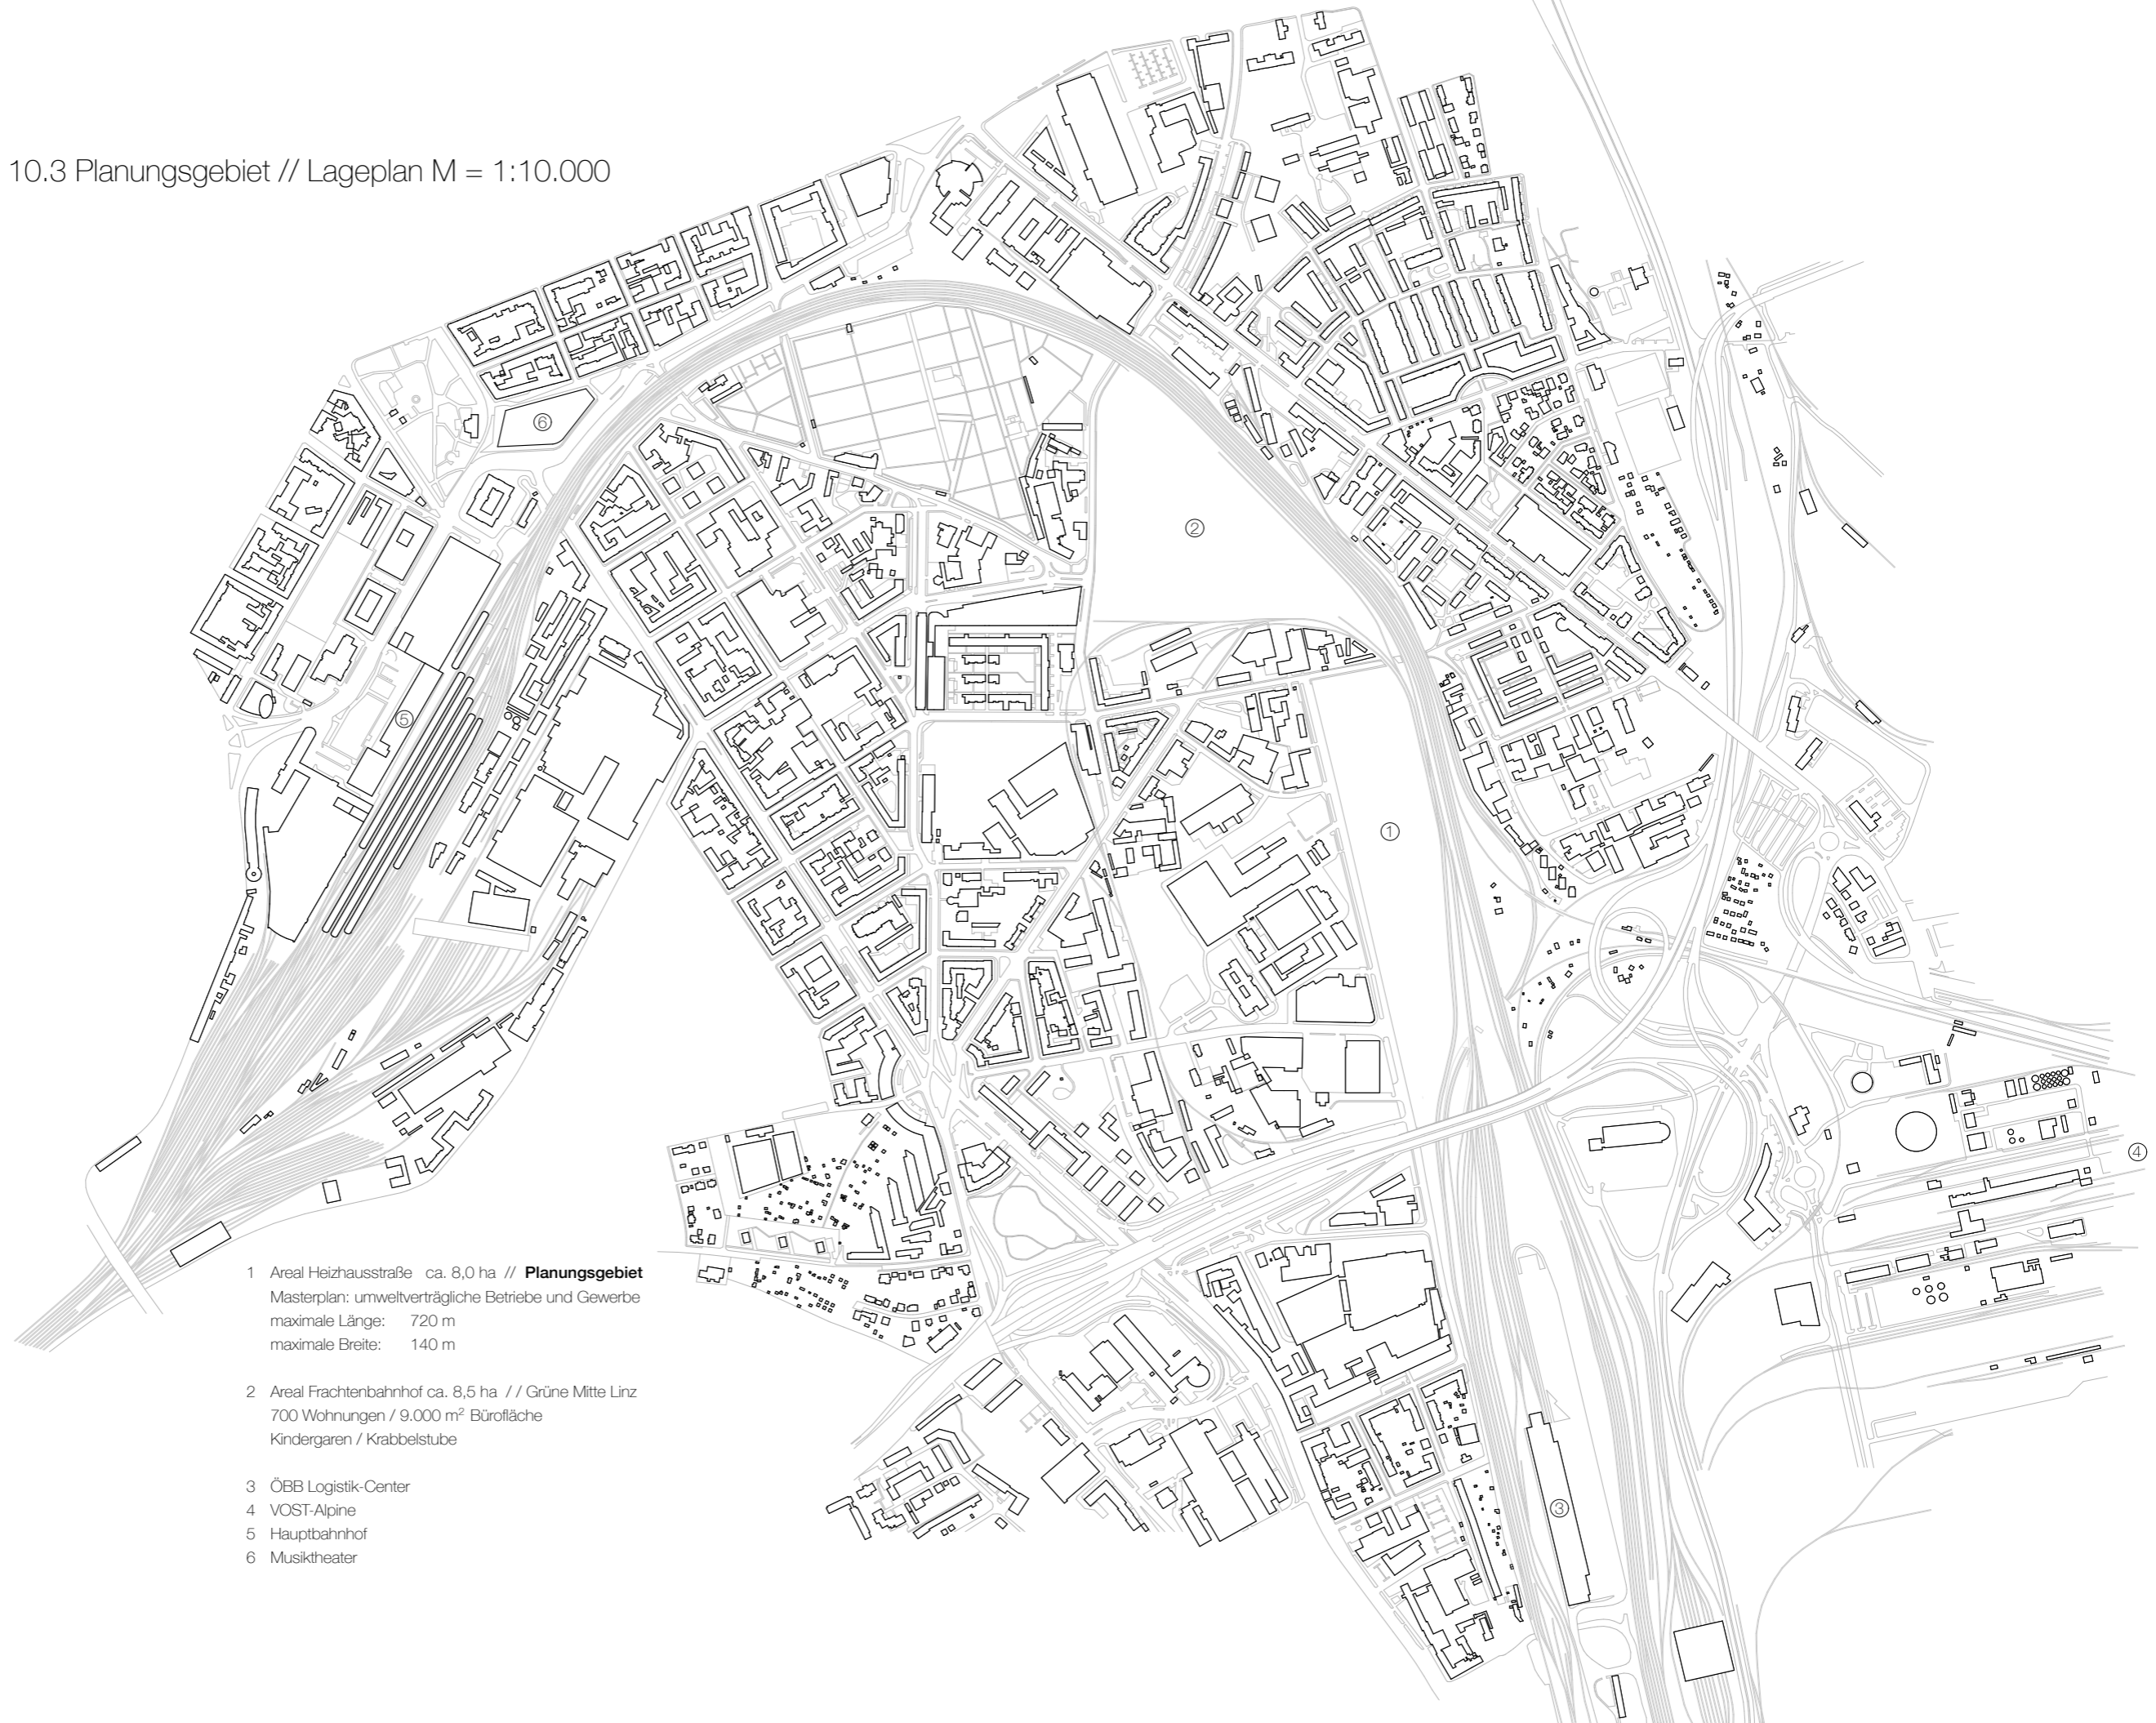 10.3 Planungsgebiet // Lageplan M = 1:10.000
6
2
5
1
4
3
1 Areal Heizhausstraße ca. 8,0 ha // Planungsgebiet
Masterplan: umweltverträgliche Betriebe und Gewerbe
maximale Länge: 720 m
maximale Breite: 140 m
2 Areal Frachtenbahnhof ca. 8,5 ha // Grüne Mitte Linz
700 Wohnungen / 9.000 m² Bürofläche
Kindergaren / Krabbelstube
3 ÖBB Logistik-Center
4 VOST-Alpine
5 Hauptbahnhof
6 Musiktheater